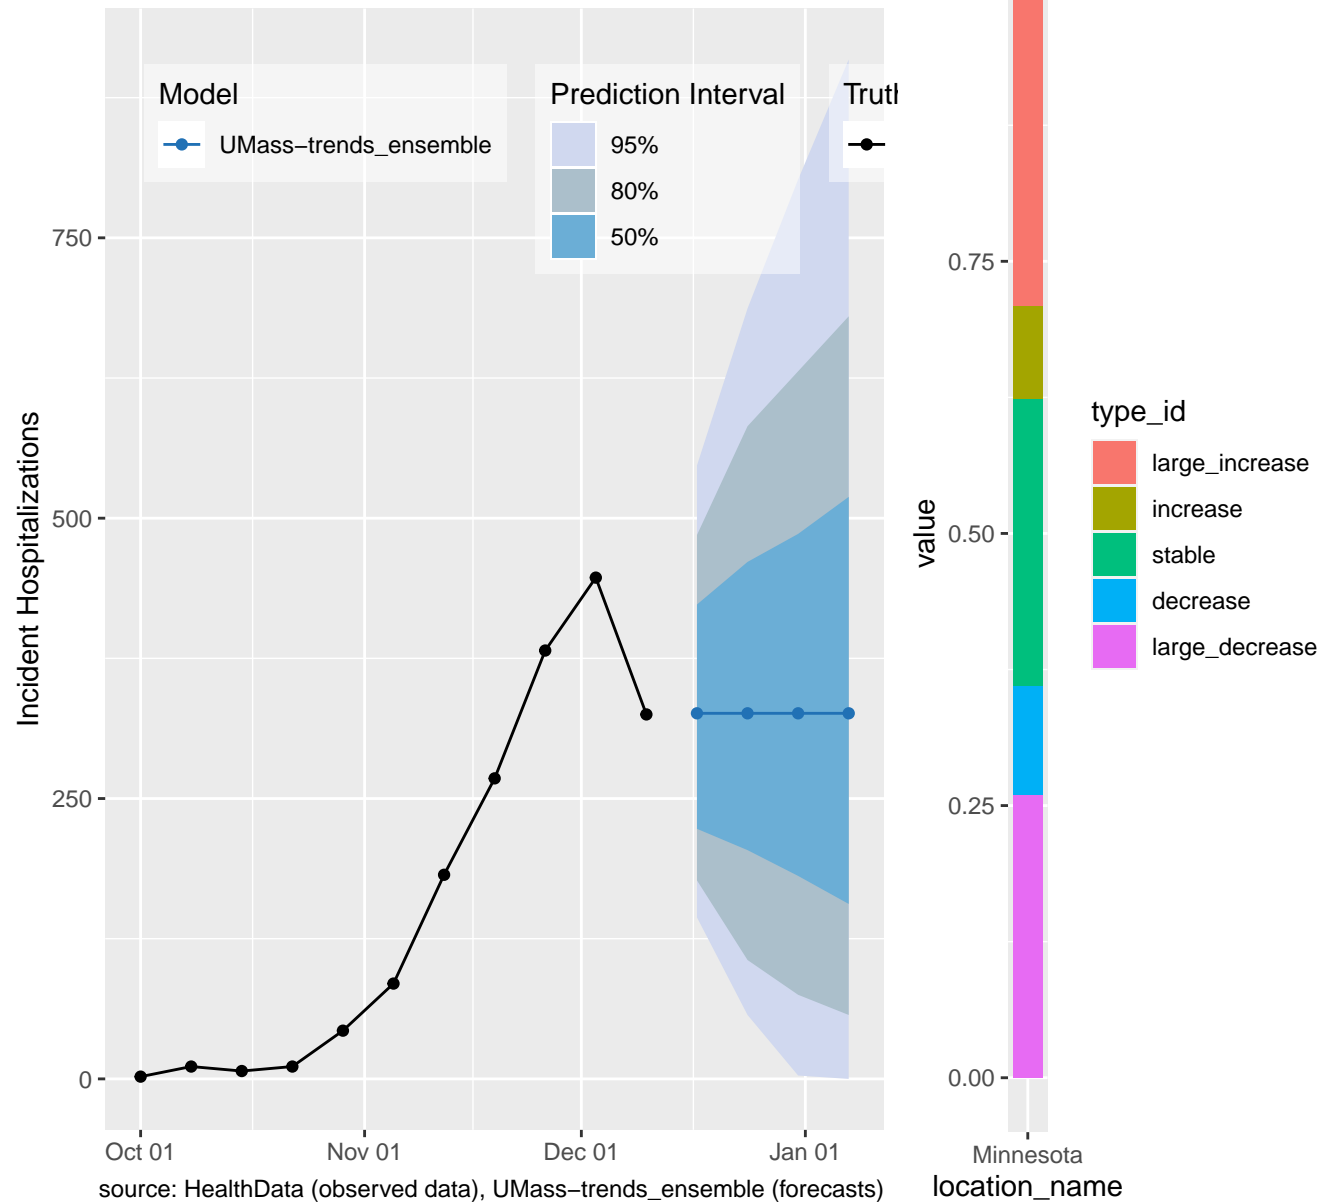 Model
UMass−trends_ensemble
Prediction Interval
95%
80%
50%
Truth
Incident Hospitalizations
750
500
250
0
Oct 01
Nov 01
Dec 01
Jan 01
source: HealthData (observed data), UMass−trends_ensemble (forecasts)
value
0.75
0.50
0.25
0.00
Minnesota
location_name
type_id
large_increase
increase
stable
decrease
large_decrease